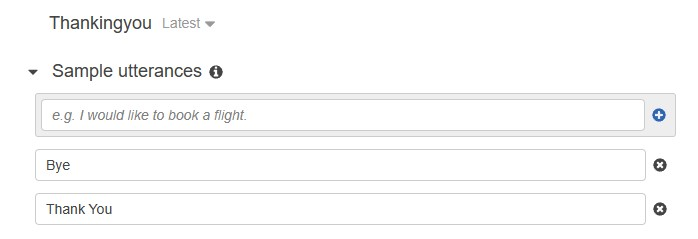 Thankingyou Latest
Sample utterances
e.g. I would like to book a flight.
Bye
Thank You